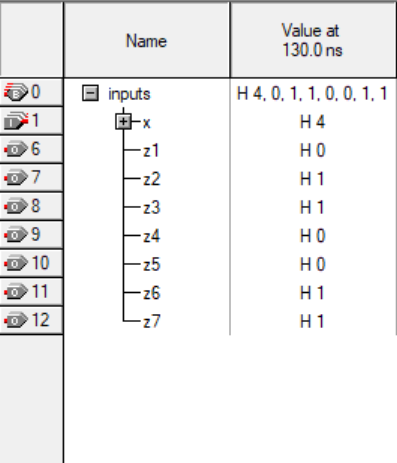 Name Value at
130.0 ns
0 inputs H 4, 0, 1, 1, 0, 0, 1, 1
1 x H 4
6 z1 H 0
7 z2 H 1
8 z3 H 1
9 z4 H 0
10 z5 H 0
11 z6 H 1
12 z7 H 1